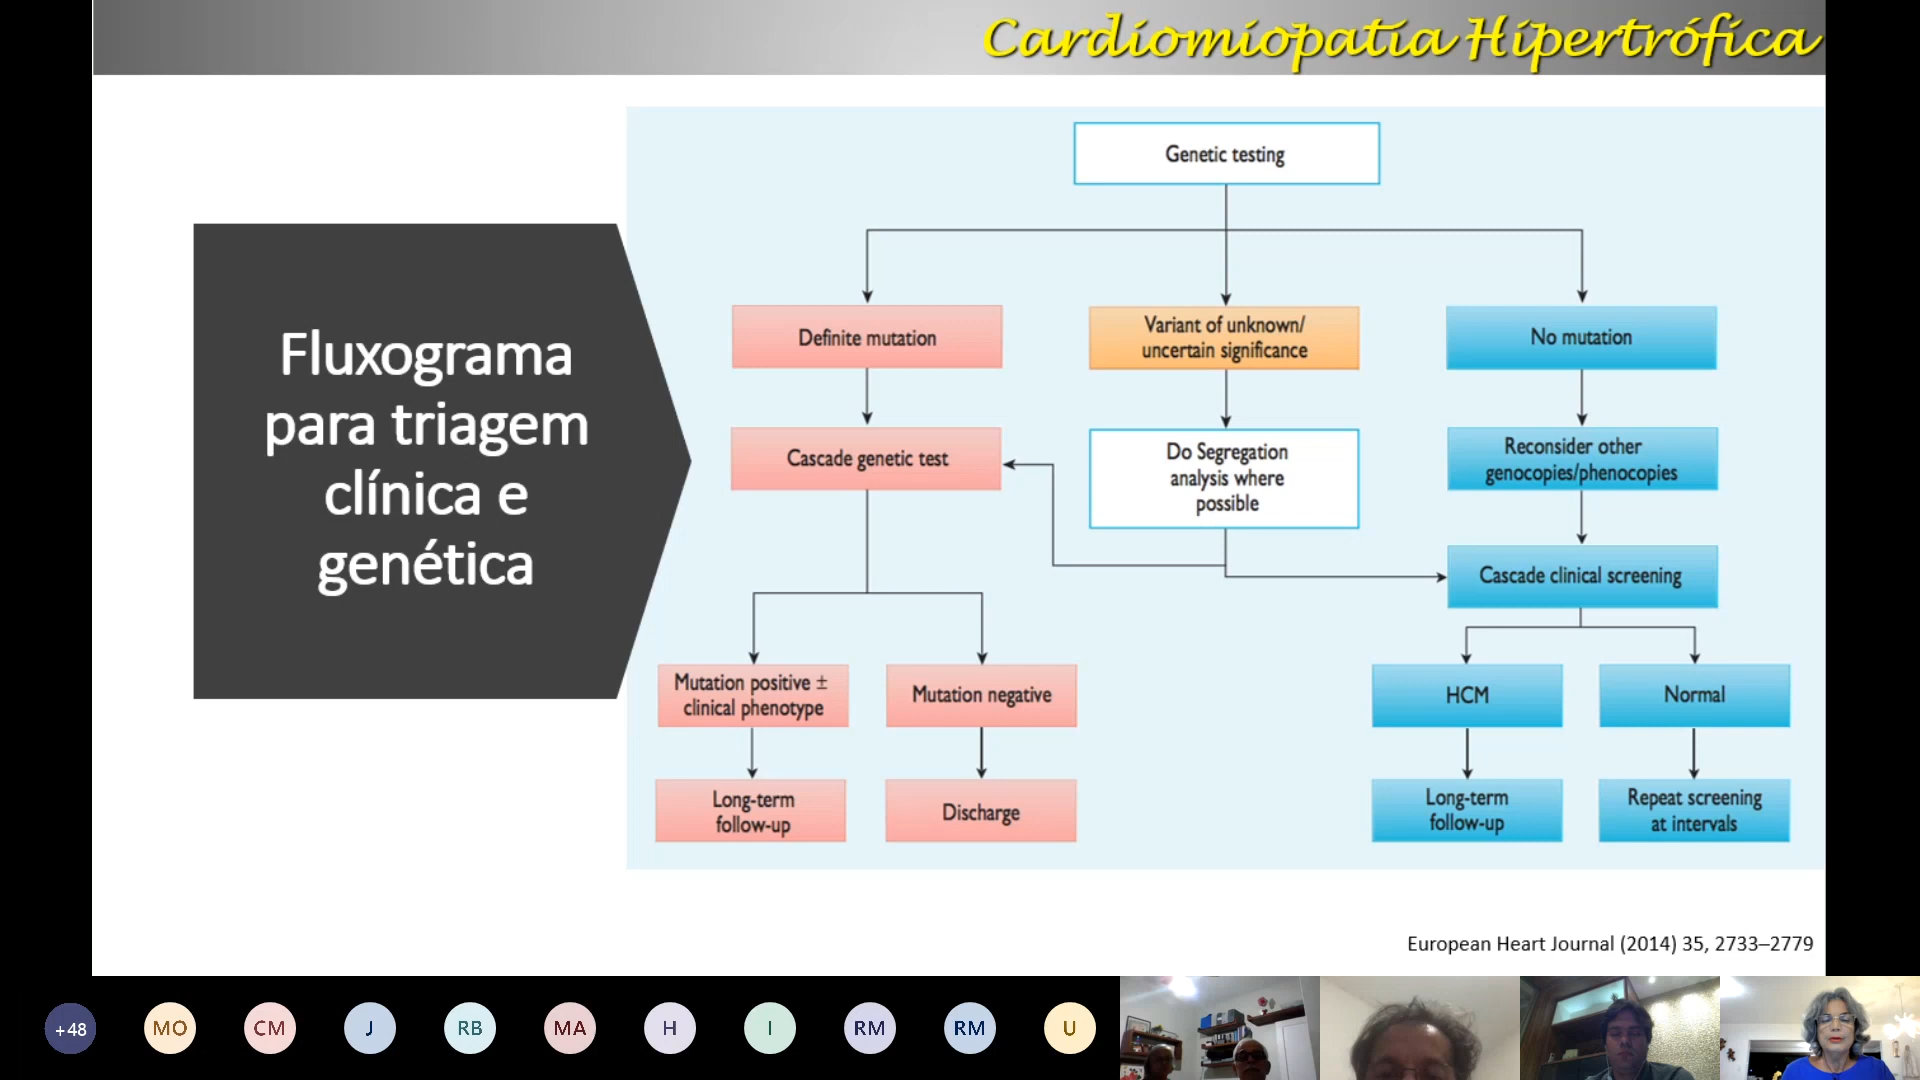 Cardiomiopatia Hipertrófica
Fluxograma
para triagem
clínica e
genética
Genetic testing
Definite mutation
Variant of unknown/
uncertain significance
No mutation
Cascade genetic test
Do Segregation
analysis where
possible
Reconsider other
genocopies/phenocopies
Cascade clinical screening
Mutation positive ±
clinical phenotype
Mutation negative
HCM
Normal
Long-term
follow-up
Discharge
Long-term
follow-up
Repeat screening
at intervals
European Heart Journal (2014) 35, 2733–2779
+48
MO
CM
J
RB
MA
H
I
RM
RM
U